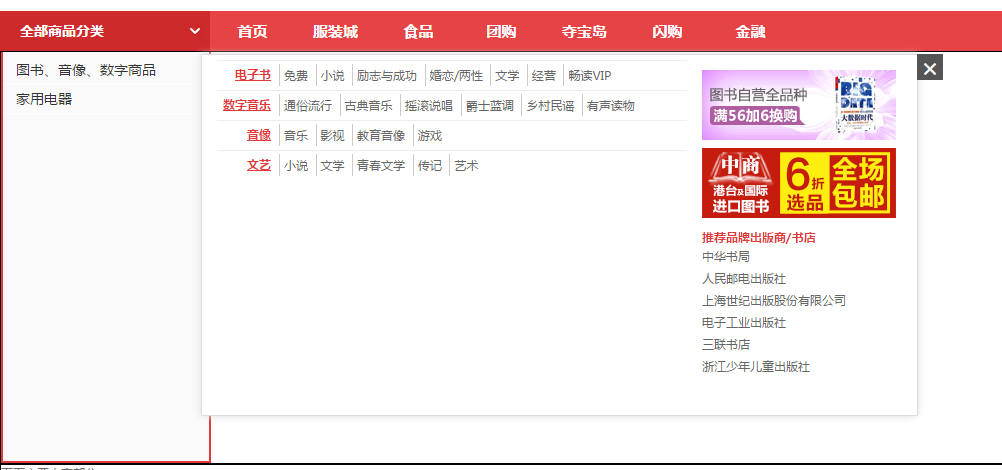 全部商品分类 首页 服装城 食品 团购 夺宝岛 闪购 金融
图书、音像、数字商品
家用电器
电子书 免费 小说 励志与成功 婚恋/两性 文学 经营 畅读VIP
数字音乐 通俗流行 古典音乐 摇滚说唱 爵士蓝调 乡村民谣 有声读物
音像 音乐 影视 教育音像 游戏
文艺 小说 文学 青春文学 传记 艺术
图书自营全品种
满56加6换购
BIG DATE
大数据时代
中商
港台及国际
进口图书
6折
选品
全场
包邮
推荐品牌出版商/书店
中华书局
人民邮电出版社
上海世纪出版股份有限公司
电子工业出版社
三联书店
浙江少年儿童出版社